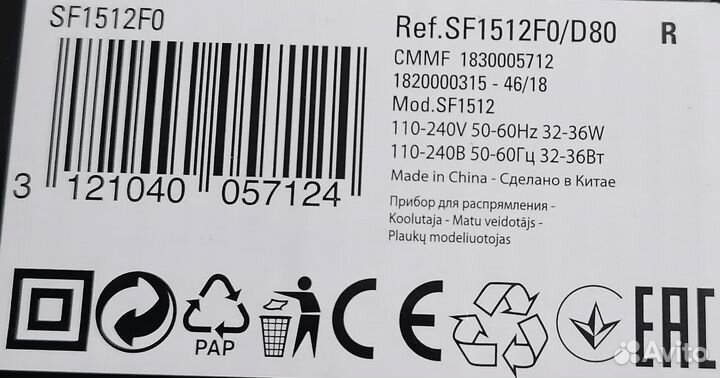 SF1512F0
3 121040 057124
Ref.SF1512F0/D80 R
CMMF 1830005712
1820000315 - 46/18
Mod.SF1512
110-240V 50-60Hz 32-36W
110-240В 50-60Гц 32-36Вт
Made in China - Сделано в Китае
Прибор для распрямления -
Koolutaja - Matu veidotājs -
Plaukų modeliuotojas
PAP
CE
EAC
Avito